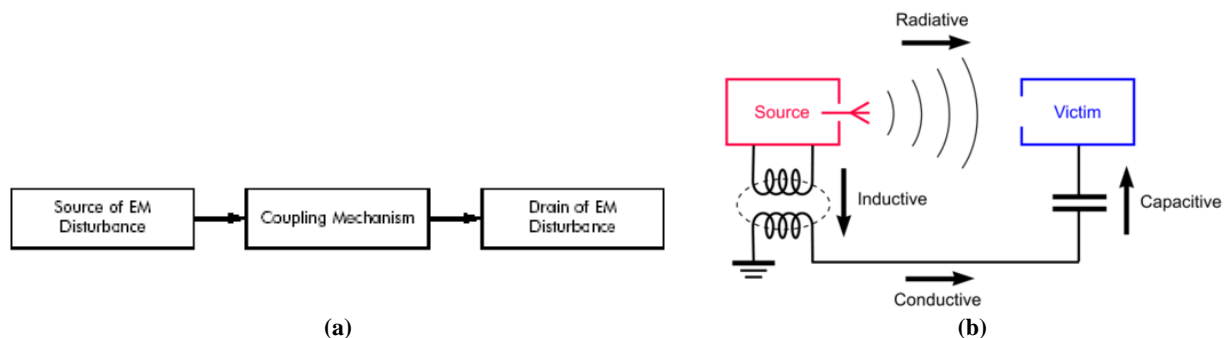 Source of EM
Disturbance
Coupling Mechanism
Drain of EM
Disturbance
(a)
Radiative
Source
Victim
Inductive
Capacitive
Conductive
(b)